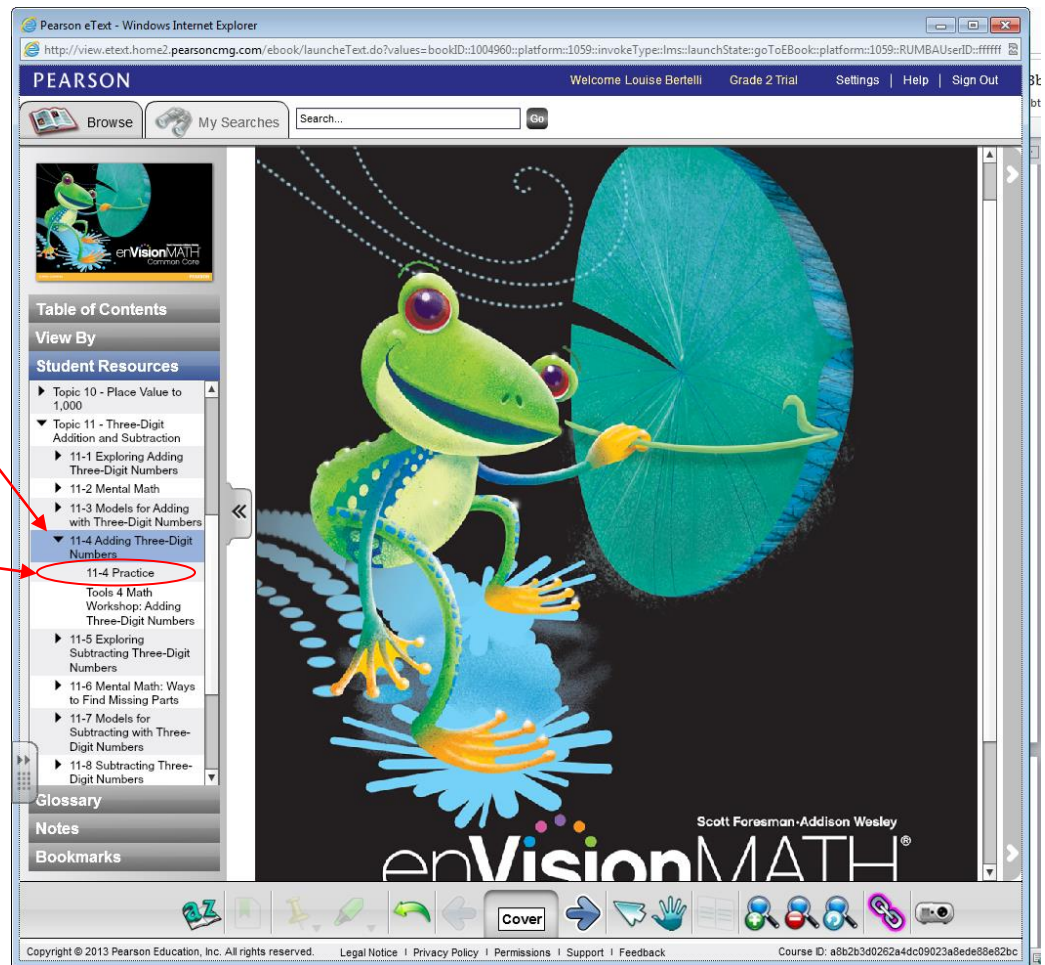 Pearson eText - Windows Internet Explorer
http://view.etext.home2.pearsoncmg.com/ebook/launcheText.do?values=bookID::1004960::platform::1059::invokeType::lms::launchState::goToEBook::platform::1059::RUMBAUserID::ffffff
PEARSON
Welcome Louise Bertelli Grade 2 Trial Settings | Help | Sign Out
Browse My Searches Search... Go
enVisionMATH
Common Core
Table of Contents
View By
Student Resources
Topic 10 - Place Value to
1,000
Topic 11 - Three-Digit
Addition and Subtraction
11-1 Exploring Adding
Three-Digit Numbers
11-2 Mental Math
11-3 Models for Adding
with Three-Digit Numbers
11-4 Adding Three-Digit
Numbers
11-4 Practice
Tools 4 Math
Workshop: Adding
Three-Digit Numbers
11-5 Exploring
Subtracting Three-Digit
Numbers
11-6 Mental Math: Ways
to Find Missing Parts
11-7 Models for
Subtracting with Three-
Digit Numbers
11-8 Subtracting Three-
Digit Numbers
Glossary
Notes
Bookmarks
Scott Foresman-Addison Wesley
enVisionMATH®
az Cover
Copyright © 2013 Pearson Education, Inc. All rights reserved. Legal Notice | Privacy Policy | Permissions | Support | Feedback Course ID: a8b2b3d0262a4dc09023a8ede88e82bc